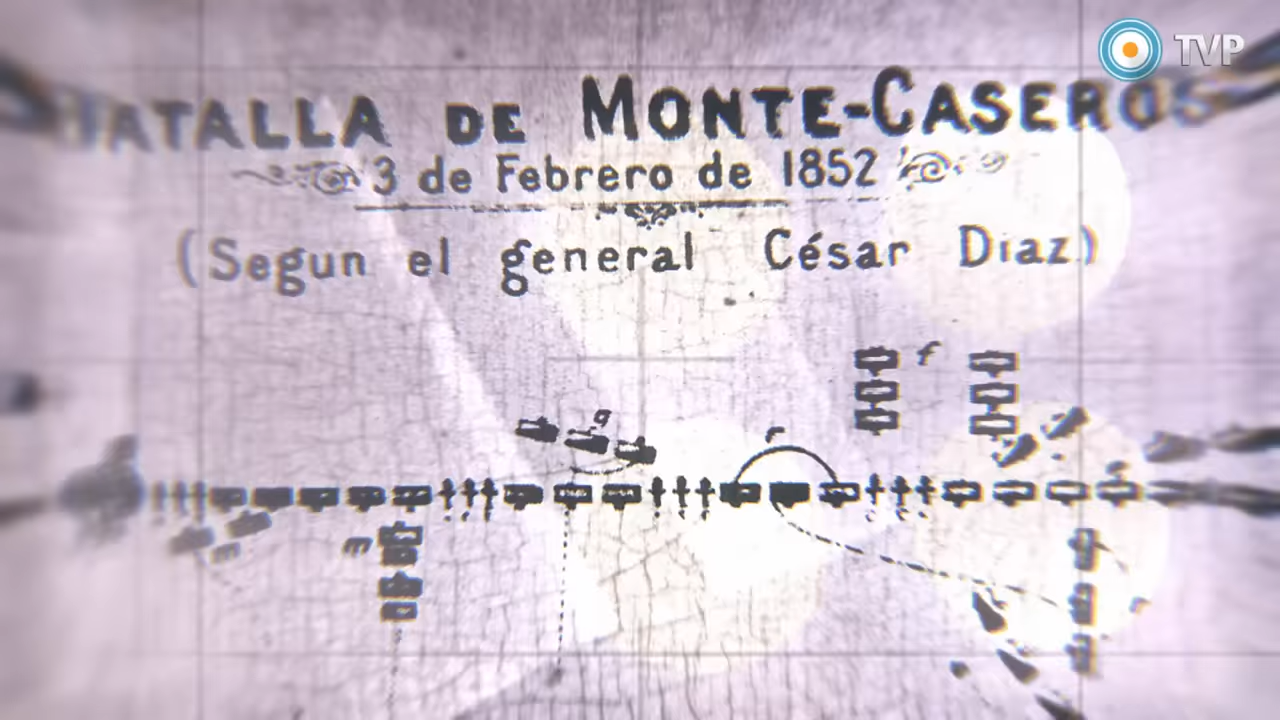 TVP
BATALLA DE MONTE-CASEROS
3 de Febrero de 1852
(Segun el general César Diaz)
f
g
r
m
m